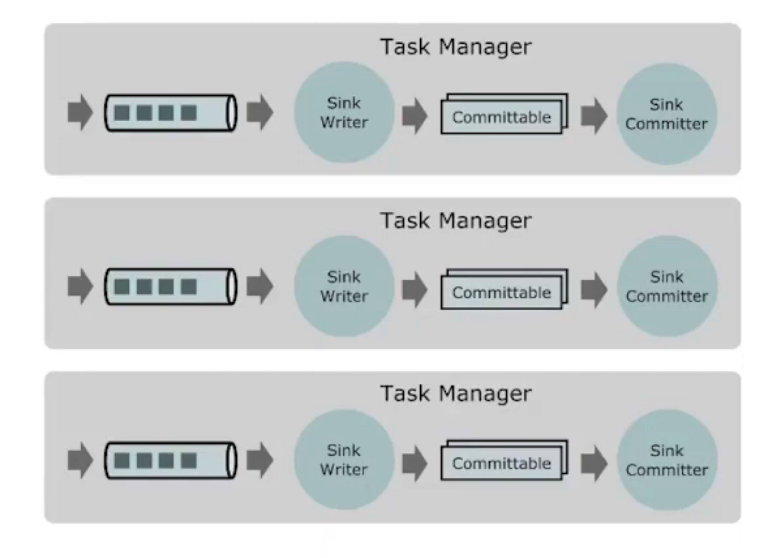 Task Manager
Sink
Writer
Committable
Sink
Committer
Task Manager
Sink
Writer
Committable
Sink
Committer
Task Manager
Sink
Writer
Committable
Sink
Committer